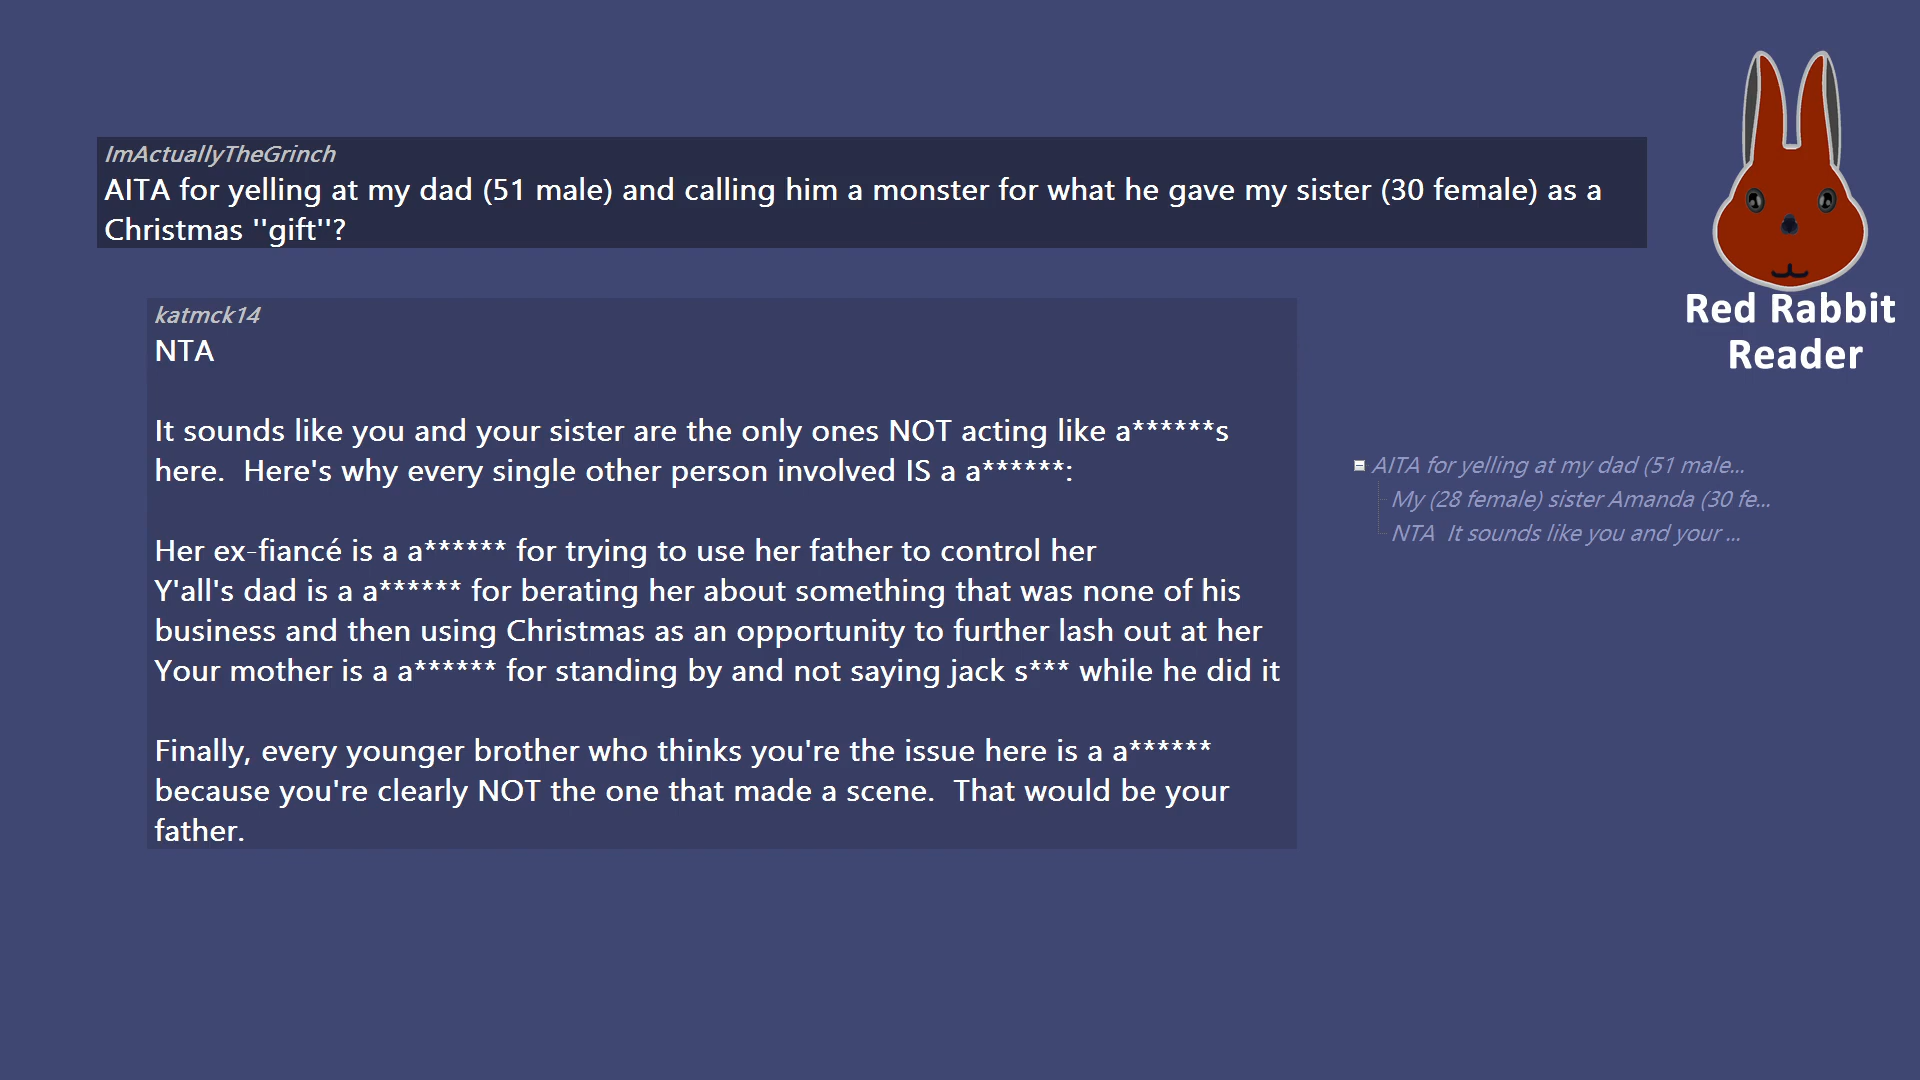 ImActuallyTheGrinch
AITA for yelling at my dad (51 male) and calling him a monster for what he gave my sister (30 female) as a
Christmas ''gift''?
katmck14
NTA
It sounds like you and your sister are the only ones NOT acting like a******s
here.  Here's why every single other person involved IS a a******:
Her ex-fiancé is a a****** for trying to use her father to control her
Y'all's dad is a a****** for berating her about something that was none of his
business and then using Christmas as an opportunity to further lash out at her
Your mother is a a****** for standing by and not saying jack s*** while he did it
Finally, every younger brother who thinks you're the issue here is a a******
because you're clearly NOT the one that made a scene.  That would be your
father.
Red Rabbit
Reader
AITA for yelling at my dad (51 male...
My (28 female) sister Amanda (30 fe...
NTA  It sounds like you and your ...